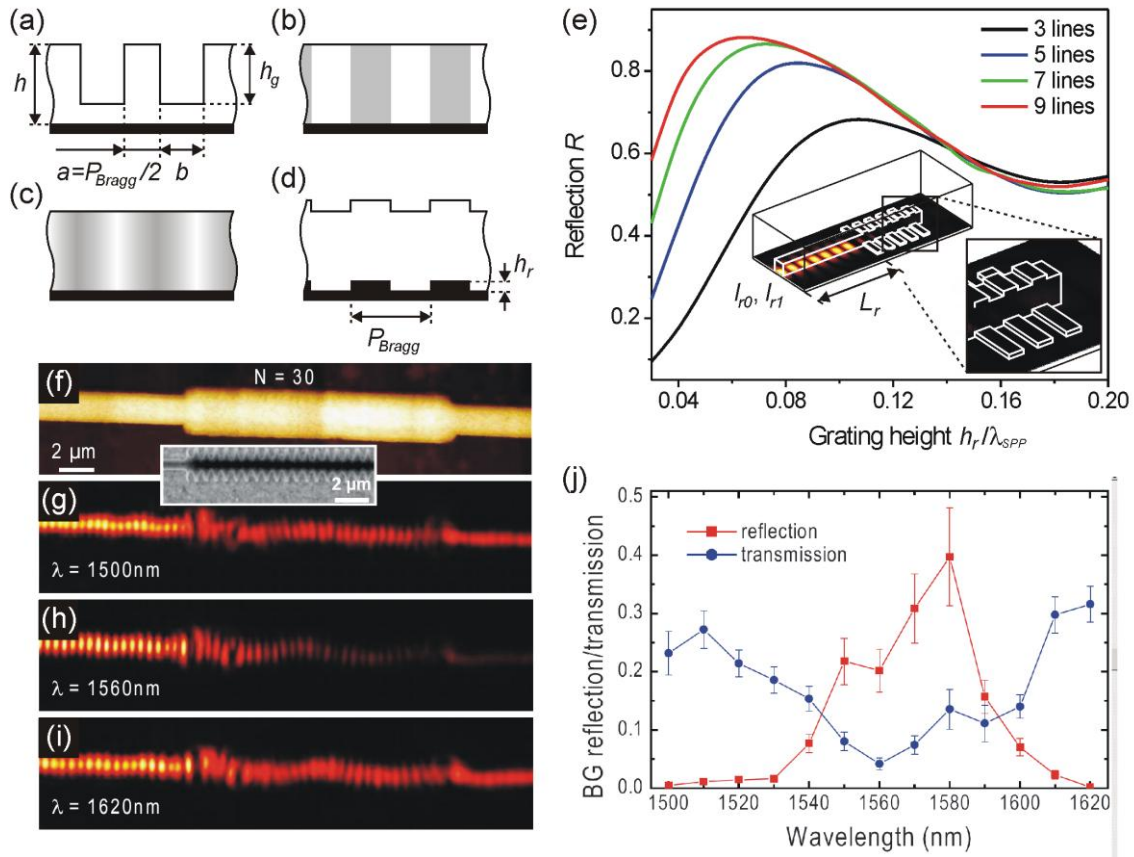 (a)
(b)
h
h_g
a=P_Bragg/2
b
(c)
(d)
h_r
P_Bragg
(e)
Reflection R
0.8
0.6
0.4
0.2
3 lines
5 lines
7 lines
9 lines
I_r0, I_r1
L_r
0.04
0.08
0.12
0.16
0.20
Grating height h_r/λ_SPP
(f)
N = 30
2 μm
2 μm
(g)
λ = 1500nm
(h)
λ = 1560nm
(i)
λ = 1620nm
(j)
BG reflection/transmission
0.5
0.4
0.3
0.2
0.1
0.0
reflection
transmission
1500
1520
1540
1560
1580
1600
1620
Wavelength (nm)